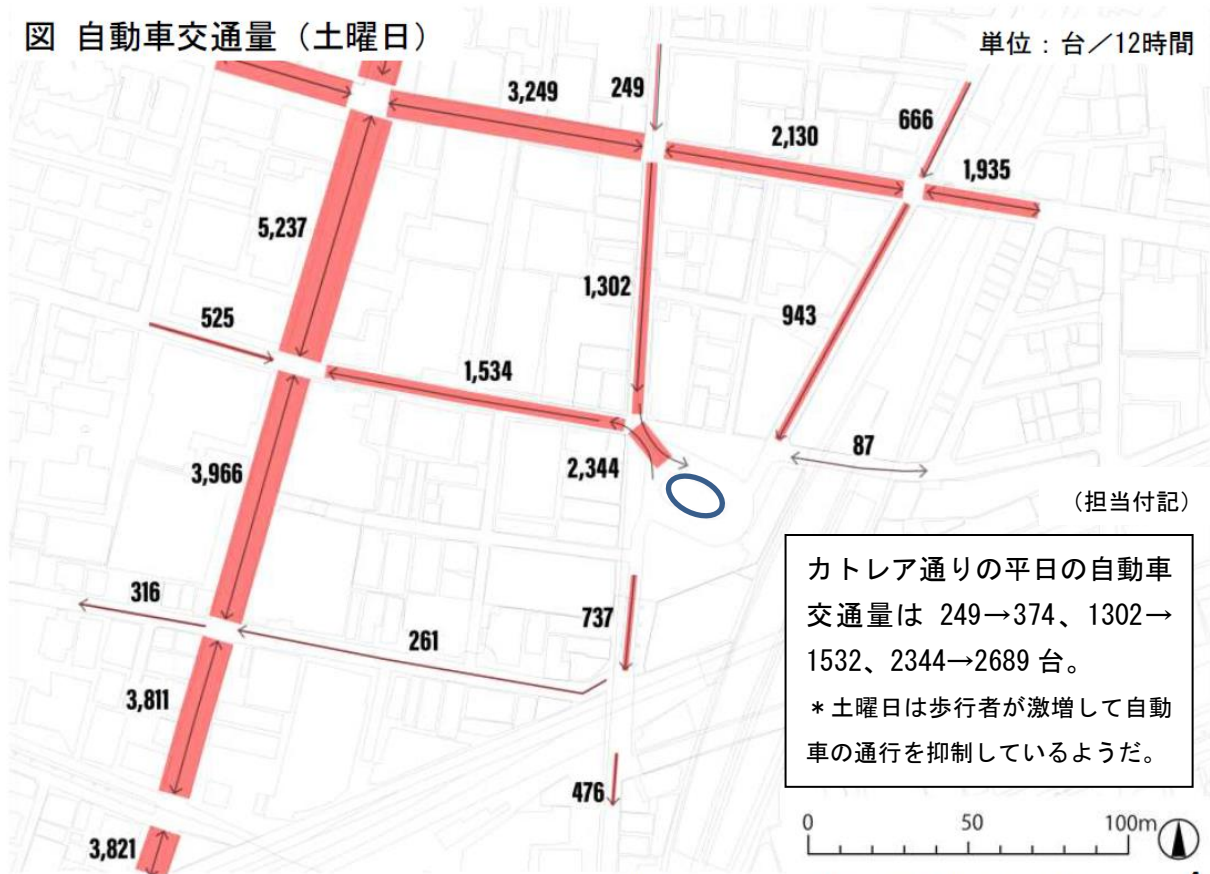 図 自動車交通量（土曜日）
単位：台／12時間
3,249
249
2,130
666
1,935
5,237
1,302
943
525
1,534
87
3,966
2,344
（担当付記）
カトレア通りの平日の自動車
交通量は 249→374、1302→
1532、2344→2689 台。
＊土曜日は歩行者が激増して自動
車の通行を抑制しているようだ。
316
737
261
3,811
476
0 50 100m
3,821